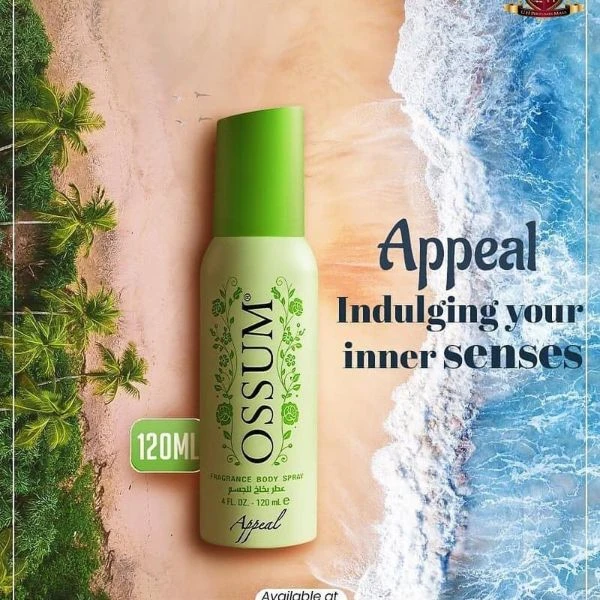 Appeal
Indulging your
inner senses
120ML
OSSUM®
FRAGRANCE BODY SPRAY
عطر بخاخ للجسم
4 FL. OZ. - 120 mL e
Appeal
Available at